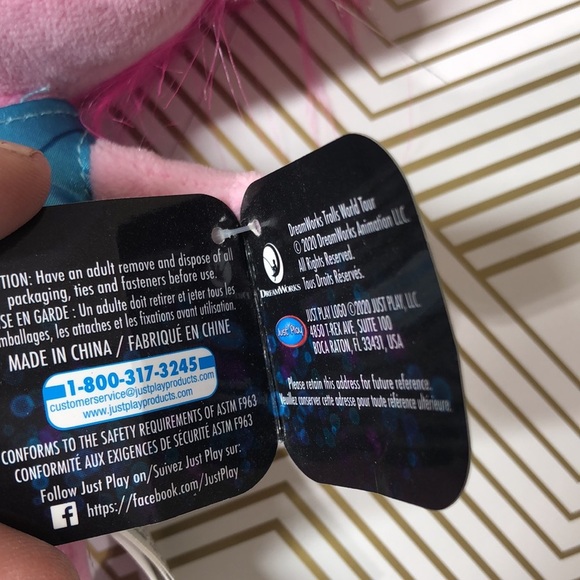 TION: Have an adult remove and dispose of all
packaging, ties and fasteners before use.
SE EN GARDE : Un adulte doit retirer et jeter tous les
mballages, les attaches et les fixations avant utilisation.
MADE IN CHINA / FABRIQUÉ EN CHINE
1-800-317-3245
customerservice@justplayproducts.com
www.justplayproducts.com
CONFORMS TO THE SAFETY REQUIREMENTS OF ASTM F963
CONFORMITÉ AUX EXIGENCES DE SÉCURITÉ ASTM F963
Follow Just Play on/Suivez Just Play sur:
f https://facebook.com/JustPlay
DreamWorks Trolls World Tour
© 2020 DreamWorks Animation LLC.
All Rights Reserved.
Tous Droits Réservés.
DREAMWORKS
Just Play
JUST PLAY LOGO ©2020 JUST PLAY, LLC
4850 T-REX AVE, SUITE 100
BOCA RATON, FL 33431, USA
Please retain this address for future reference.
euillez conserver cette adresse pour toute référence ultérieure.